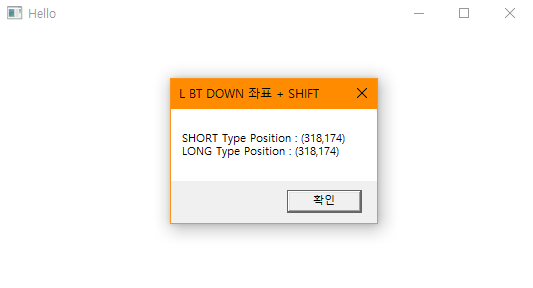 Hello
L BT DOWN 좌표 + SHIFT
SHORT Type Position : (318,174)
LONG Type Position : (318,174)
확인